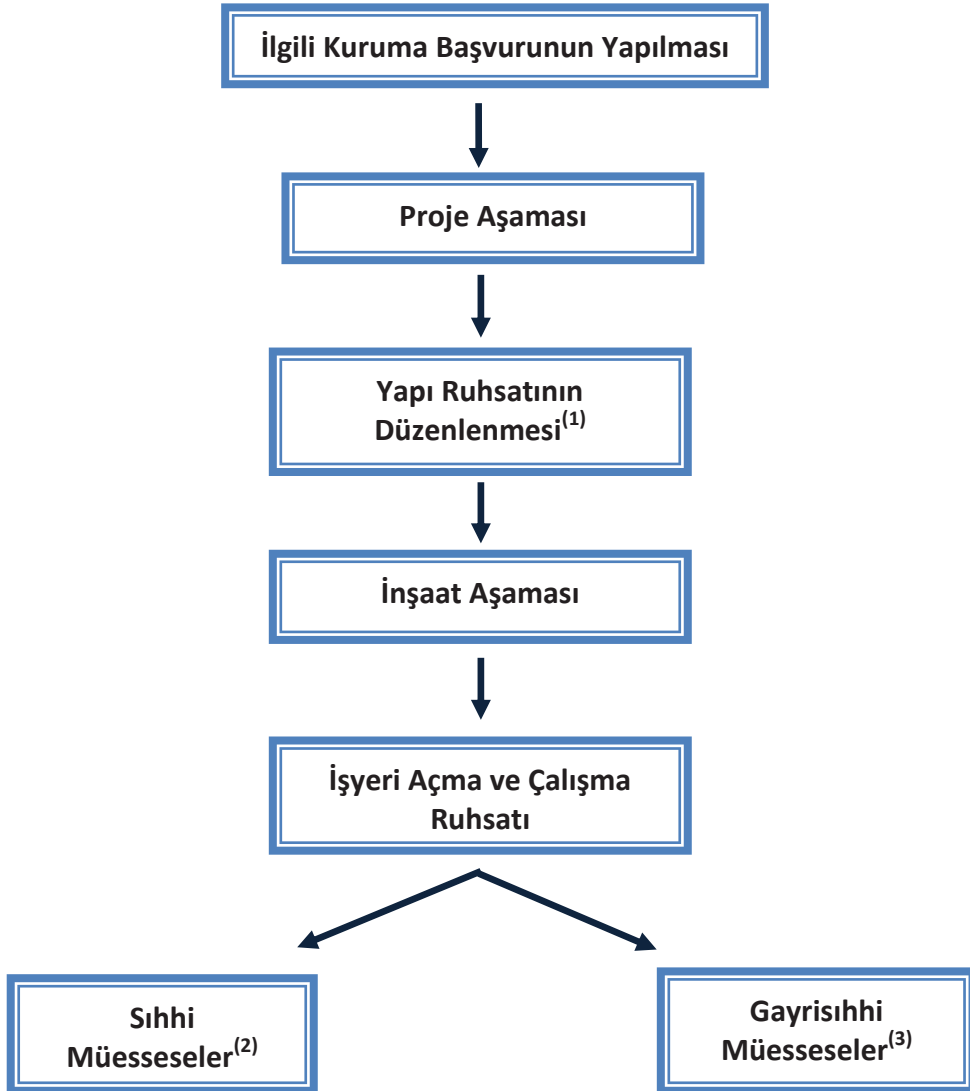 İlgili Kuruma Başvurunun Yapılması
Proje Aşaması
Yapı Ruhsatının
Düzenlenmesi(1)
İnşaat Aşaması
İşyeri Açma ve Çalışma
Ruhsatı
Sıhhi
Müesseseler(2)
Gayrisıhhi
Müesseseler(3)